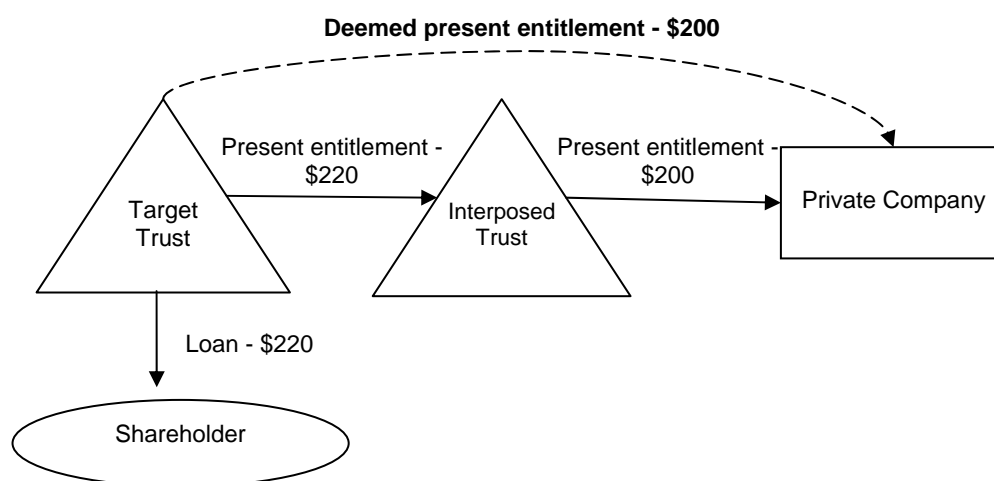 Deemed present entitlement - $200
Present entitlement -
$220
Present entitlement -
$200
Target
Trust
Interposed
Trust
Private Company
Loan - $220
Shareholder